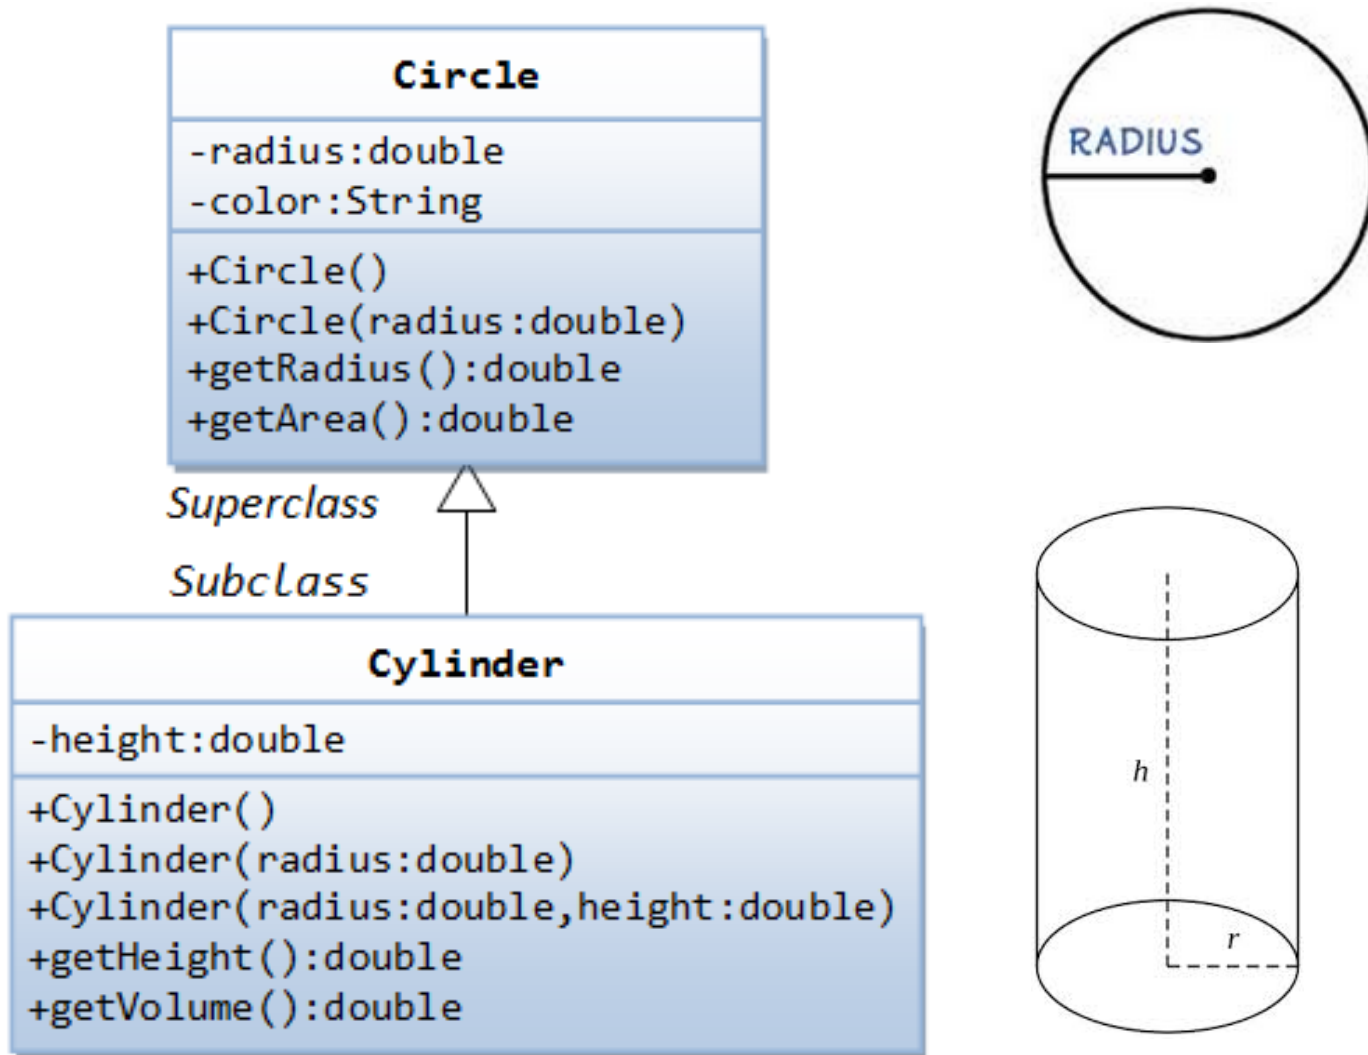 Circle
-radius:double
-color:String
+Circle()
+Circle(radius:double)
+getRadius():double
+getArea():double
Superclass
Subclass
Cylinder
-height:double
+Cylinder()
+Cylinder(radius:double)
+Cylinder(radius:double,height:double)
+getHeight():double
+getVolume():double
RADIUS
h
r